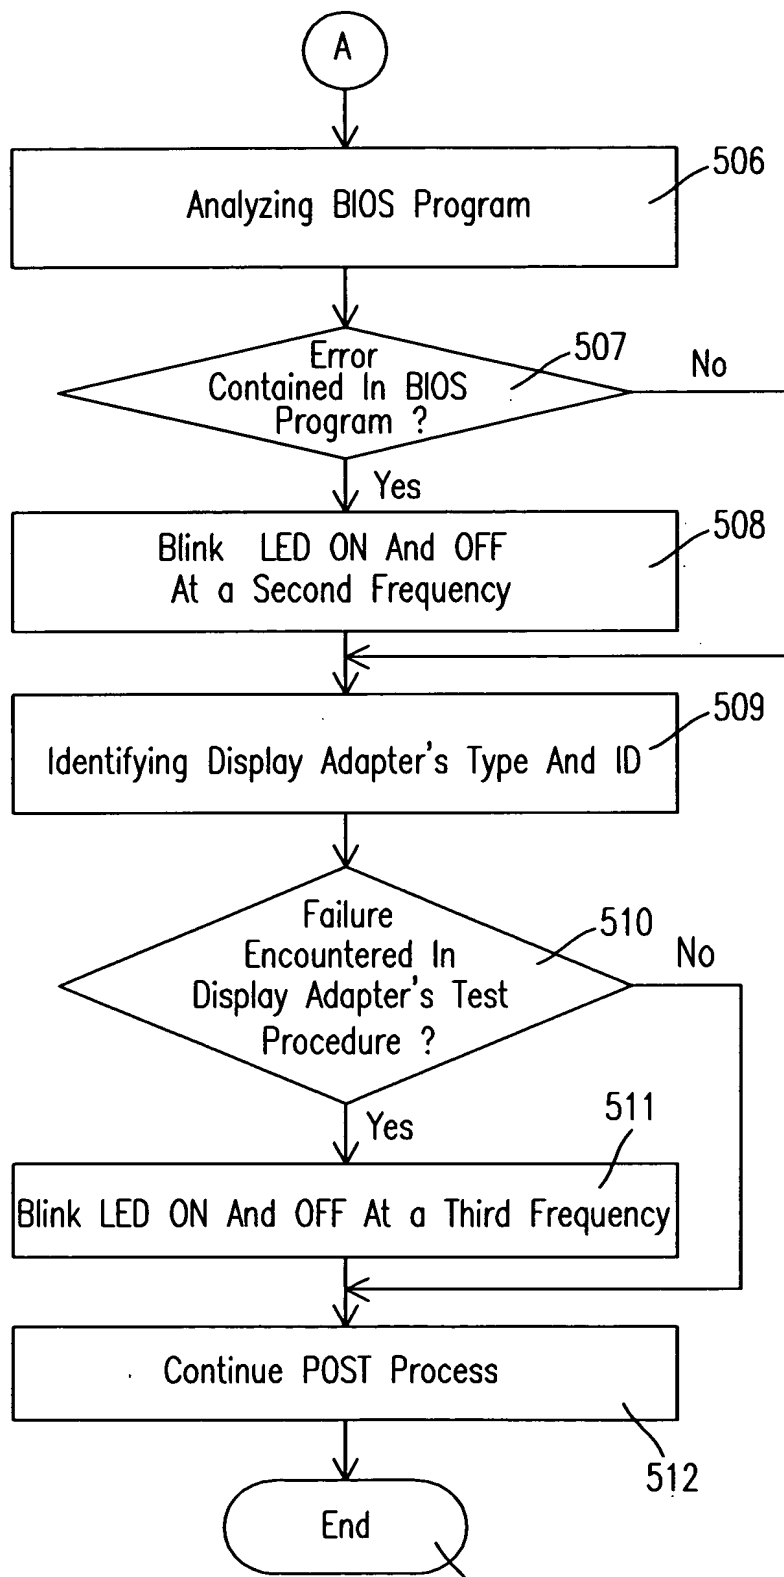 A
506
Analyzing BIOS Program
507
Error
Contained In BIOS
Program ?
No
Yes
508
Blink LED ON And OFF
At a Second Frequency
509
Identifying Display Adapter's Type And ID
510
Failure
Encountered In
Display Adapter's Test
Procedure ?
No
Yes
511
Blink LED ON And OFF At a Third Frequency
Continue POST Process
512
End